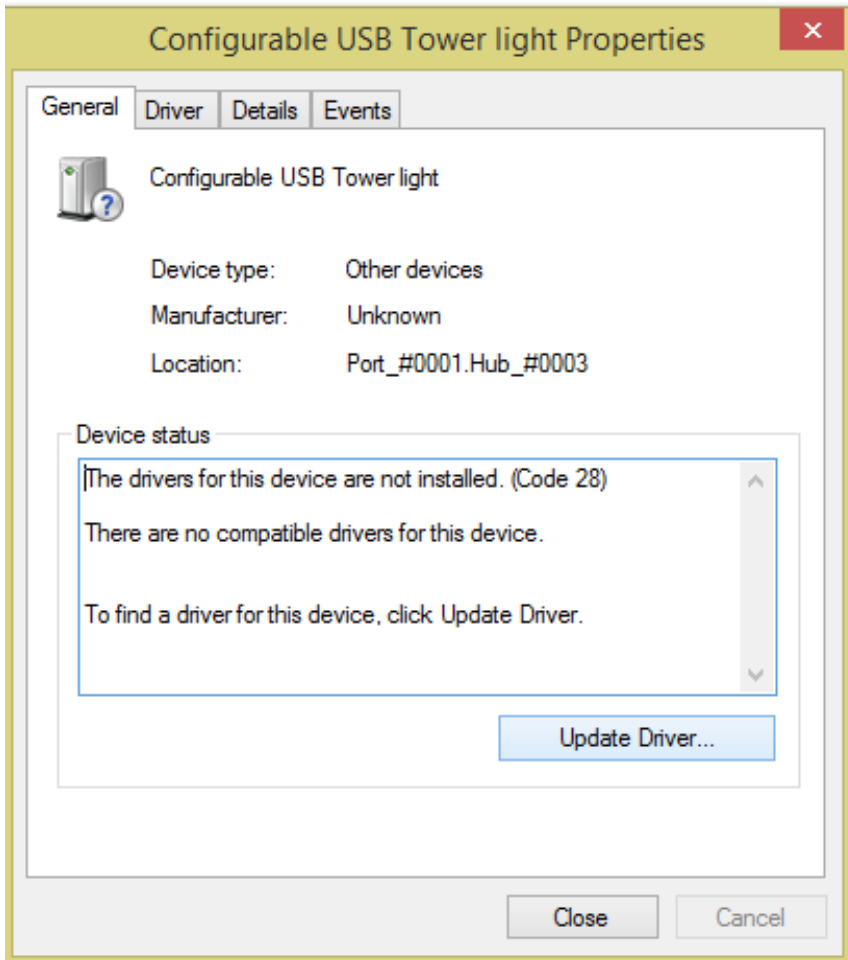 Configurable USB Tower light Properties
General Driver Details Events
Configurable USB Tower light
Device type: Other devices
Manufacturer: Unknown
Location: Port_#0001.Hub_#0003
Device status
The drivers for this device are not installed. (Code 28)
There are no compatible drivers for this device.
To find a driver for this device, click Update Driver.
Update Driver...
Close Cancel